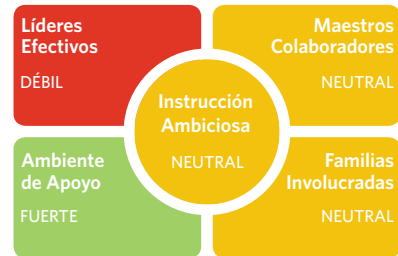 Líderes
Efectivos
DÉBIL
Maestros
Colaboradores
NEUTRAL
Instrucción
Ambiciosa
NEUTRAL
Ambiente
de Apoyo
FUERTE
Familias
Involucradas
NEUTRAL